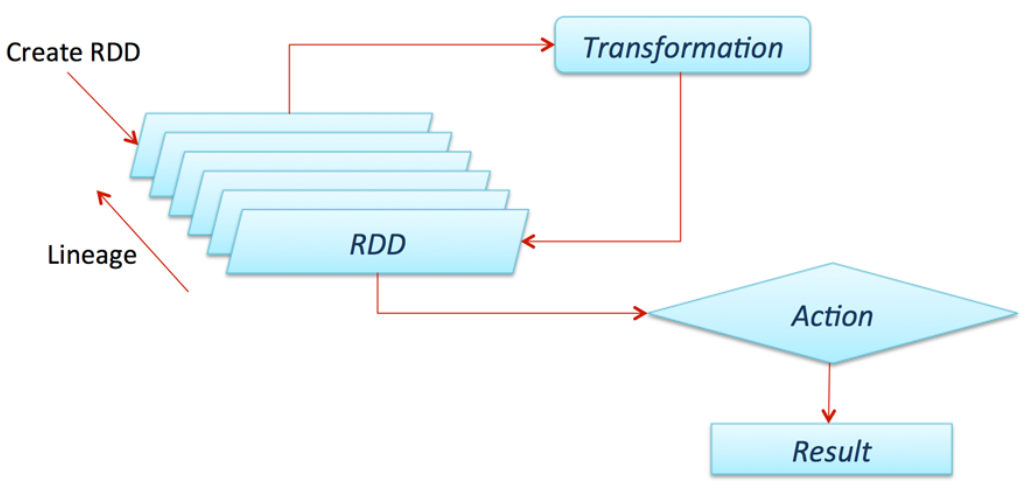 Create RDD
Transformation
Lineage
RDD
Action
Result